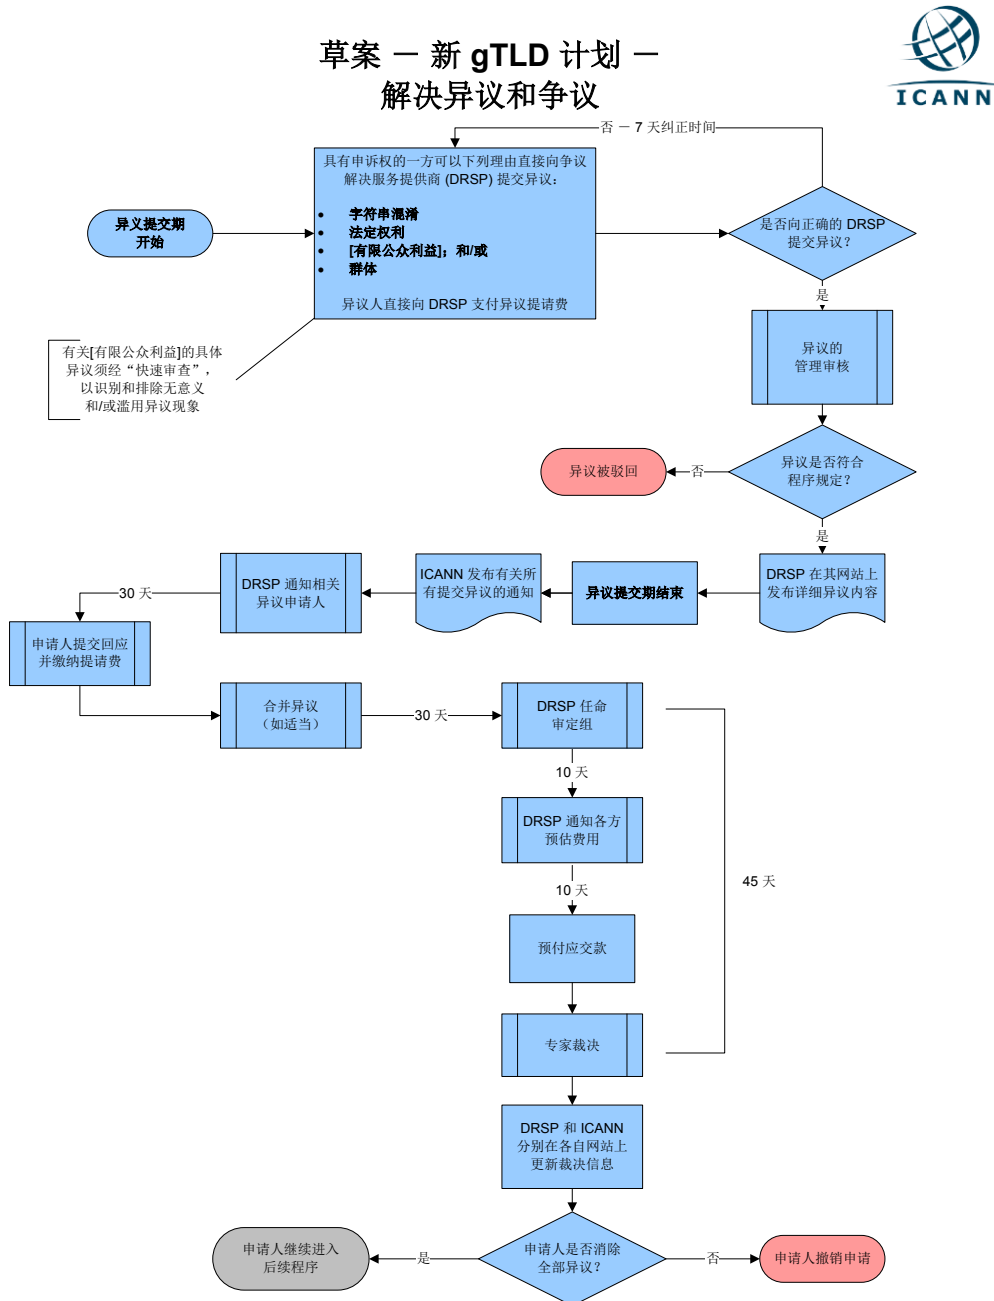 草案 － 新 gTLD 计划 －
解决异议和争议
ICANN
否 － 7 天纠正时间
具有申诉权的一方可以下列理由直接向争议
解决服务提供商 (DRSP) 提交异议：
• 字符串混淆
• 法定权利
• [有限公众利益]；和/或
• 群体
异议人直接向 DRSP 支付异议提请费
异义提交期
开始
是否向正确的 DRSP
提交异议？
是
有关[有限公众利益]的具体
异议须经“快速审查”，
以识别和排除无意义
和/或滥用异议现象
异议的
管理审核
异议是否符合
程序规定？
否
异议被驳回
是
DRSP 在其网站上
发布详细异议内容
异议提交期结束
ICANN 发布有关所
有提交异议的通知
DRSP 通知相关
异议申请人
30 天
申请人提交回应
并缴纳提请费
合并异议
（如适当）
30 天
DRSP 任命
审定组
10 天
DRSP 通知各方
预估费用
10 天
45 天
预付应交款
专家裁决
DRSP 和 ICANN
分别在各自网站上
更新裁决信息
申请人是否消除
全部异议？
是
申请人继续进入
后续程序
否
申请人撤销申请